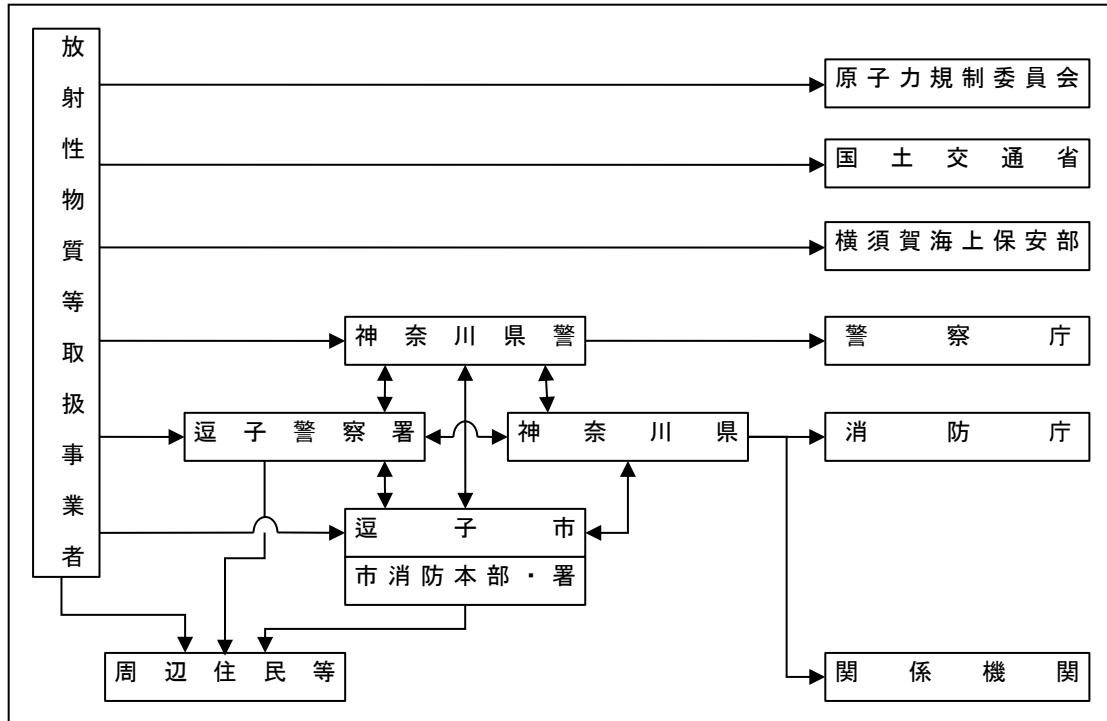 放射性物質等取扱事業者
原子力規制委員会
国土交通省
横須賀海上保安部
神奈川県警
警察庁
逗子警察署
神奈川県
消防庁
逗子市
市消防本部・署
周辺住民等
関係機関